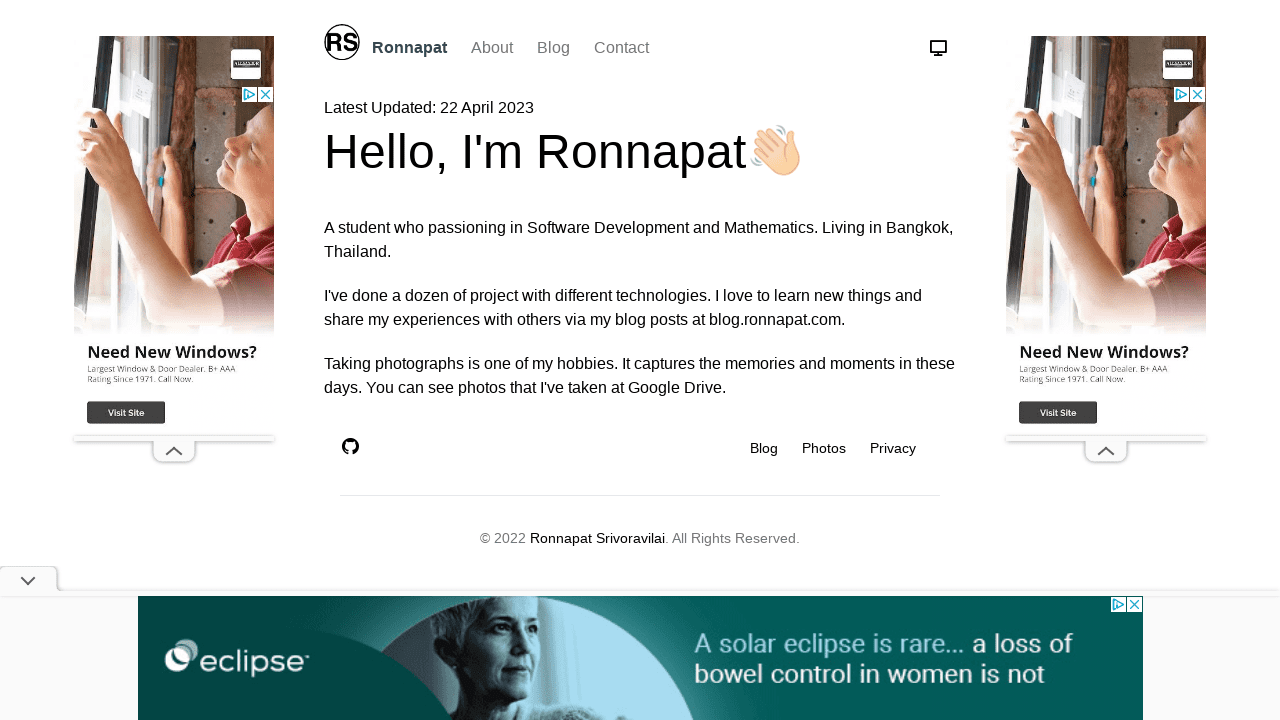 RS Ronnapat About Blog Contact
Latest Updated: 22 April 2023
Hello, I'm Ronnapat👋🏻
A student who passioning in Software Development and Mathematics. Living in Bangkok,
Thailand.
I've done a dozen of project with different technologies. I love to learn new things and
share my experiences with others via my blog posts at blog.ronnapat.com.
Taking photographs is one of my hobbies. It captures the memories and moments in these
days. You can see photos that I've taken at Google Drive.
Blog Photos Privacy
© 2022 Ronnapat Srivoravilai. All Rights Reserved.
Need New Windows?
Largest Window & Door Dealer. B+ AAA
Rating Since 1971. Call Now.
Visit Site
Need New Windows?
Largest Window & Door Dealer. B+ AAA
Rating Since 1971. Call Now.
Visit Site
eclipse™
A solar eclipse is rare... a loss of
bowel control in women is not